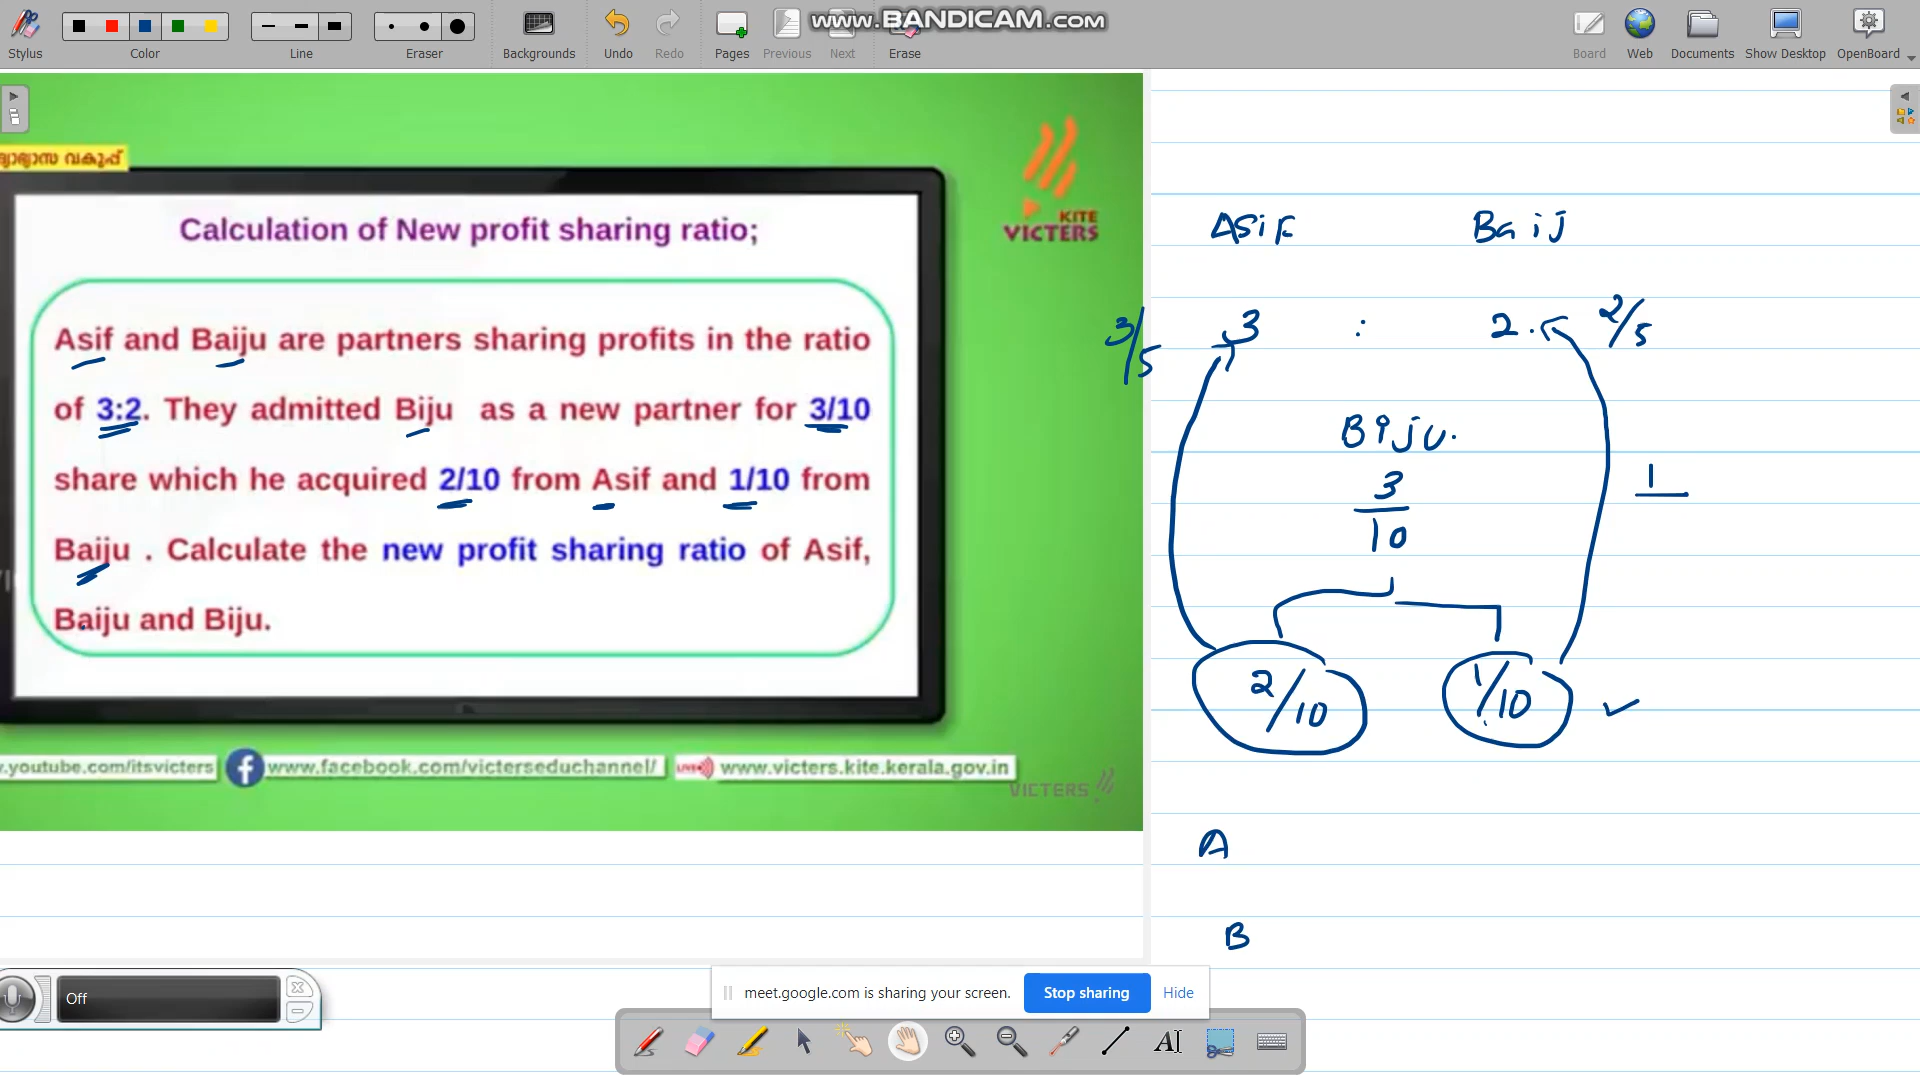 Stylus
Color
Line
Eraser
Backgrounds
Undo
Redo
Pages
Previous
Next
Erase
www.BANDICAM.com
Board
Web
Documents
Show Desktop
OpenBoard
വകുപ്പ്
KITE
VICTERS
Calculation of New profit sharing ratio;
Asif and Baiju are partners sharing profits in the ratio
of 3:2. They admitted Biju as a new partner for 3/10
share which he acquired 2/10 from Asif and 1/10 from
Baiju . Calculate the new profit sharing ratio of Asif,
Baiju and Biju.
.youtube.com/itsvicters
www.facebook.com/victerseduchannel/
LIVE
www.victers.kite.kerala.gov.in
VICTERS
Asif Baij
3/5 3 : 2. 2/5
Biju.
3
10
1
2/10 1/10
A
B
Off
meet.google.com is sharing your screen.
Stop sharing
Hide